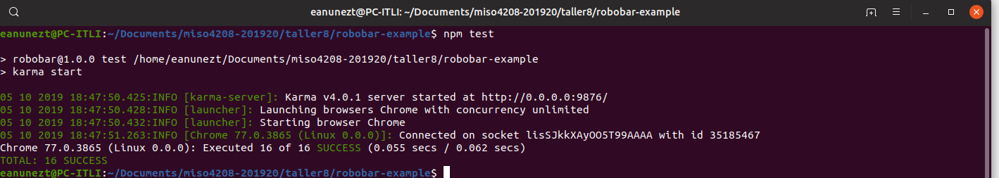 eanunezt@PC-ITLI: ~/Documents/miso4208-201920/taller8/robobar-example
eanunezt@PC-ITLI:~/Documents/miso4208-201920/taller8/robobar-example$ npm test
> robobar@1.0.0 test /home/eanunezt/Documents/miso4208-201920/taller8/robobar-example
> karma start
05 10 2019 18:47:50.425:INFO [karma-server]: Karma v4.0.1 server started at http://0.0.0.0:9876/
05 10 2019 18:47:50.428:INFO [launcher]: Launching browsers Chrome with concurrency unlimited
05 10 2019 18:47:50.432:INFO [launcher]: Starting browser Chrome
05 10 2019 18:47:51.263:INFO [Chrome 77.0.3865 (Linux 0.0.0)]: Connected on socket lisSJkkXAyOO5T99AAAA with id 35185467
Chrome 77.0.3865 (Linux 0.0.0): Executed 16 of 16 SUCCESS (0.055 secs / 0.062 secs)
TOTAL: 16 SUCCESS
eanunezt@PC-ITLI:~/Documents/miso4208-201920/taller8/robobar-example$